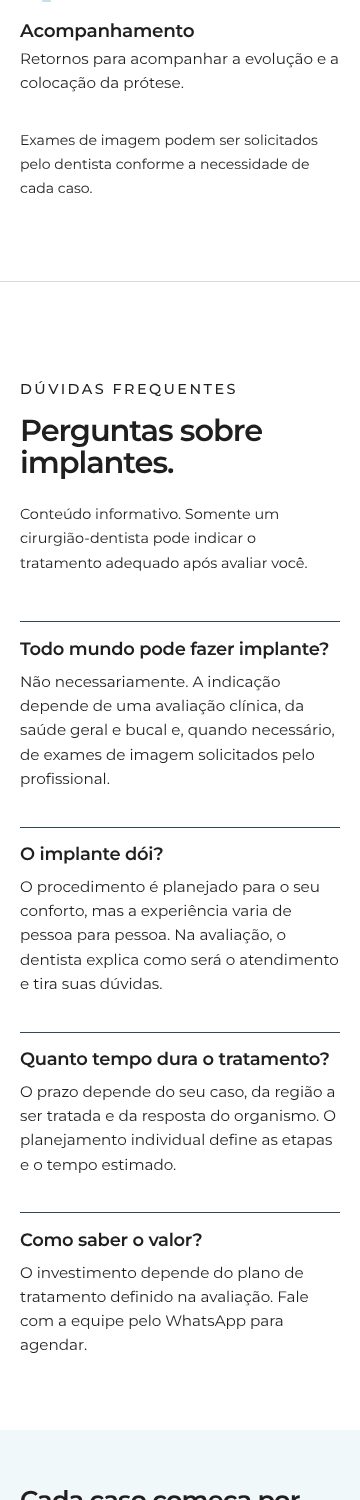 Acompanhamento
Retornos para acompanhar a evolução e a
colocação da prótese.
Exames de imagem podem ser solicitados
pelo dentista conforme a necessidade de
cada caso.
DÚVIDAS FREQUENTES
Perguntas sobre
implantes.
Conteúdo informativo. Somente um
cirurgião-dentista pode indicar o
tratamento adequado após avaliar você.
Todo mundo pode fazer implante?
Não necessariamente. A indicação
depende de uma avaliação clínica, da
saúde geral e bucal e, quando necessário,
de exames de imagem solicitados pelo
profissional.
O implante dói?
O procedimento é planejado para o seu
conforto, mas a experiência varia de
pessoa para pessoa. Na avaliação, o
dentista explica como será o atendimento
e tira suas dúvidas.
Quanto tempo dura o tratamento?
O prazo depende do seu caso, da região a
ser tratada e da resposta do organismo. O
planejamento individual define as etapas
e o tempo estimado.
Como saber o valor?
O investimento depende do plano de
tratamento definido na avaliação. Fale
com a equipe pelo WhatsApp para
agendar.
Cada caso começa por